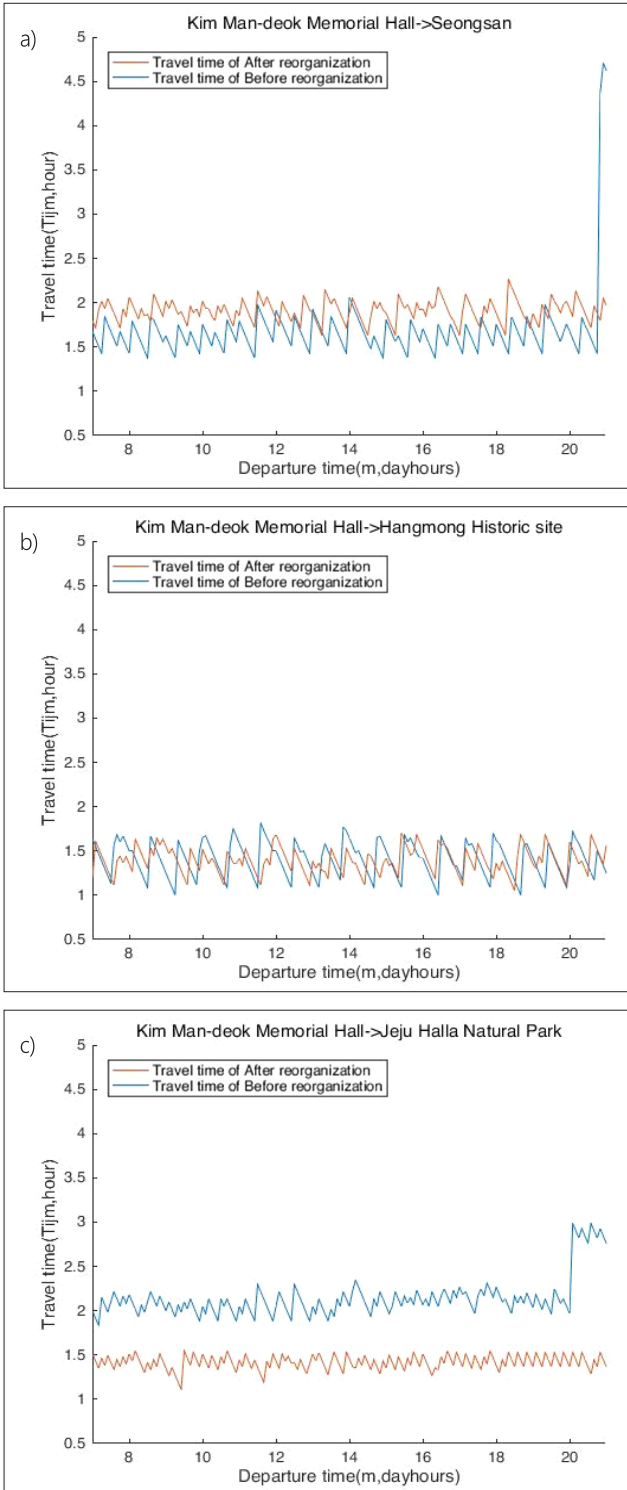 a)
Kim Man-deok Memorial Hall->Seongsan
Travel time of After reorganization
Travel time of Before reorganization
Travel time(Tijm,hour)
5
4.5
4
3.5
3
2.5
2
1.5
1
0.5
8 10 12 14 16 18 20
Departure time(m,dayhours)
b)
Kim Man-deok Memorial Hall->Hangmong Historic site
Travel time of After reorganization
Travel time of Before reorganization
Travel time(Tijm,hour)
5
4.5
4
3.5
3
2.5
2
1.5
1
0.5
8 10 12 14 16 18 20
Departure time(m,dayhours)
c)
Kim Man-deok Memorial Hall->Jeju Halla Natural Park
Travel time of After reorganization
Travel time of Before reorganization
Travel time(Tijm,hour)
5
4.5
4
3.5
3
2.5
2
1.5
1
0.5
8 10 12 14 16 18 20
Departure time(m,dayhours)